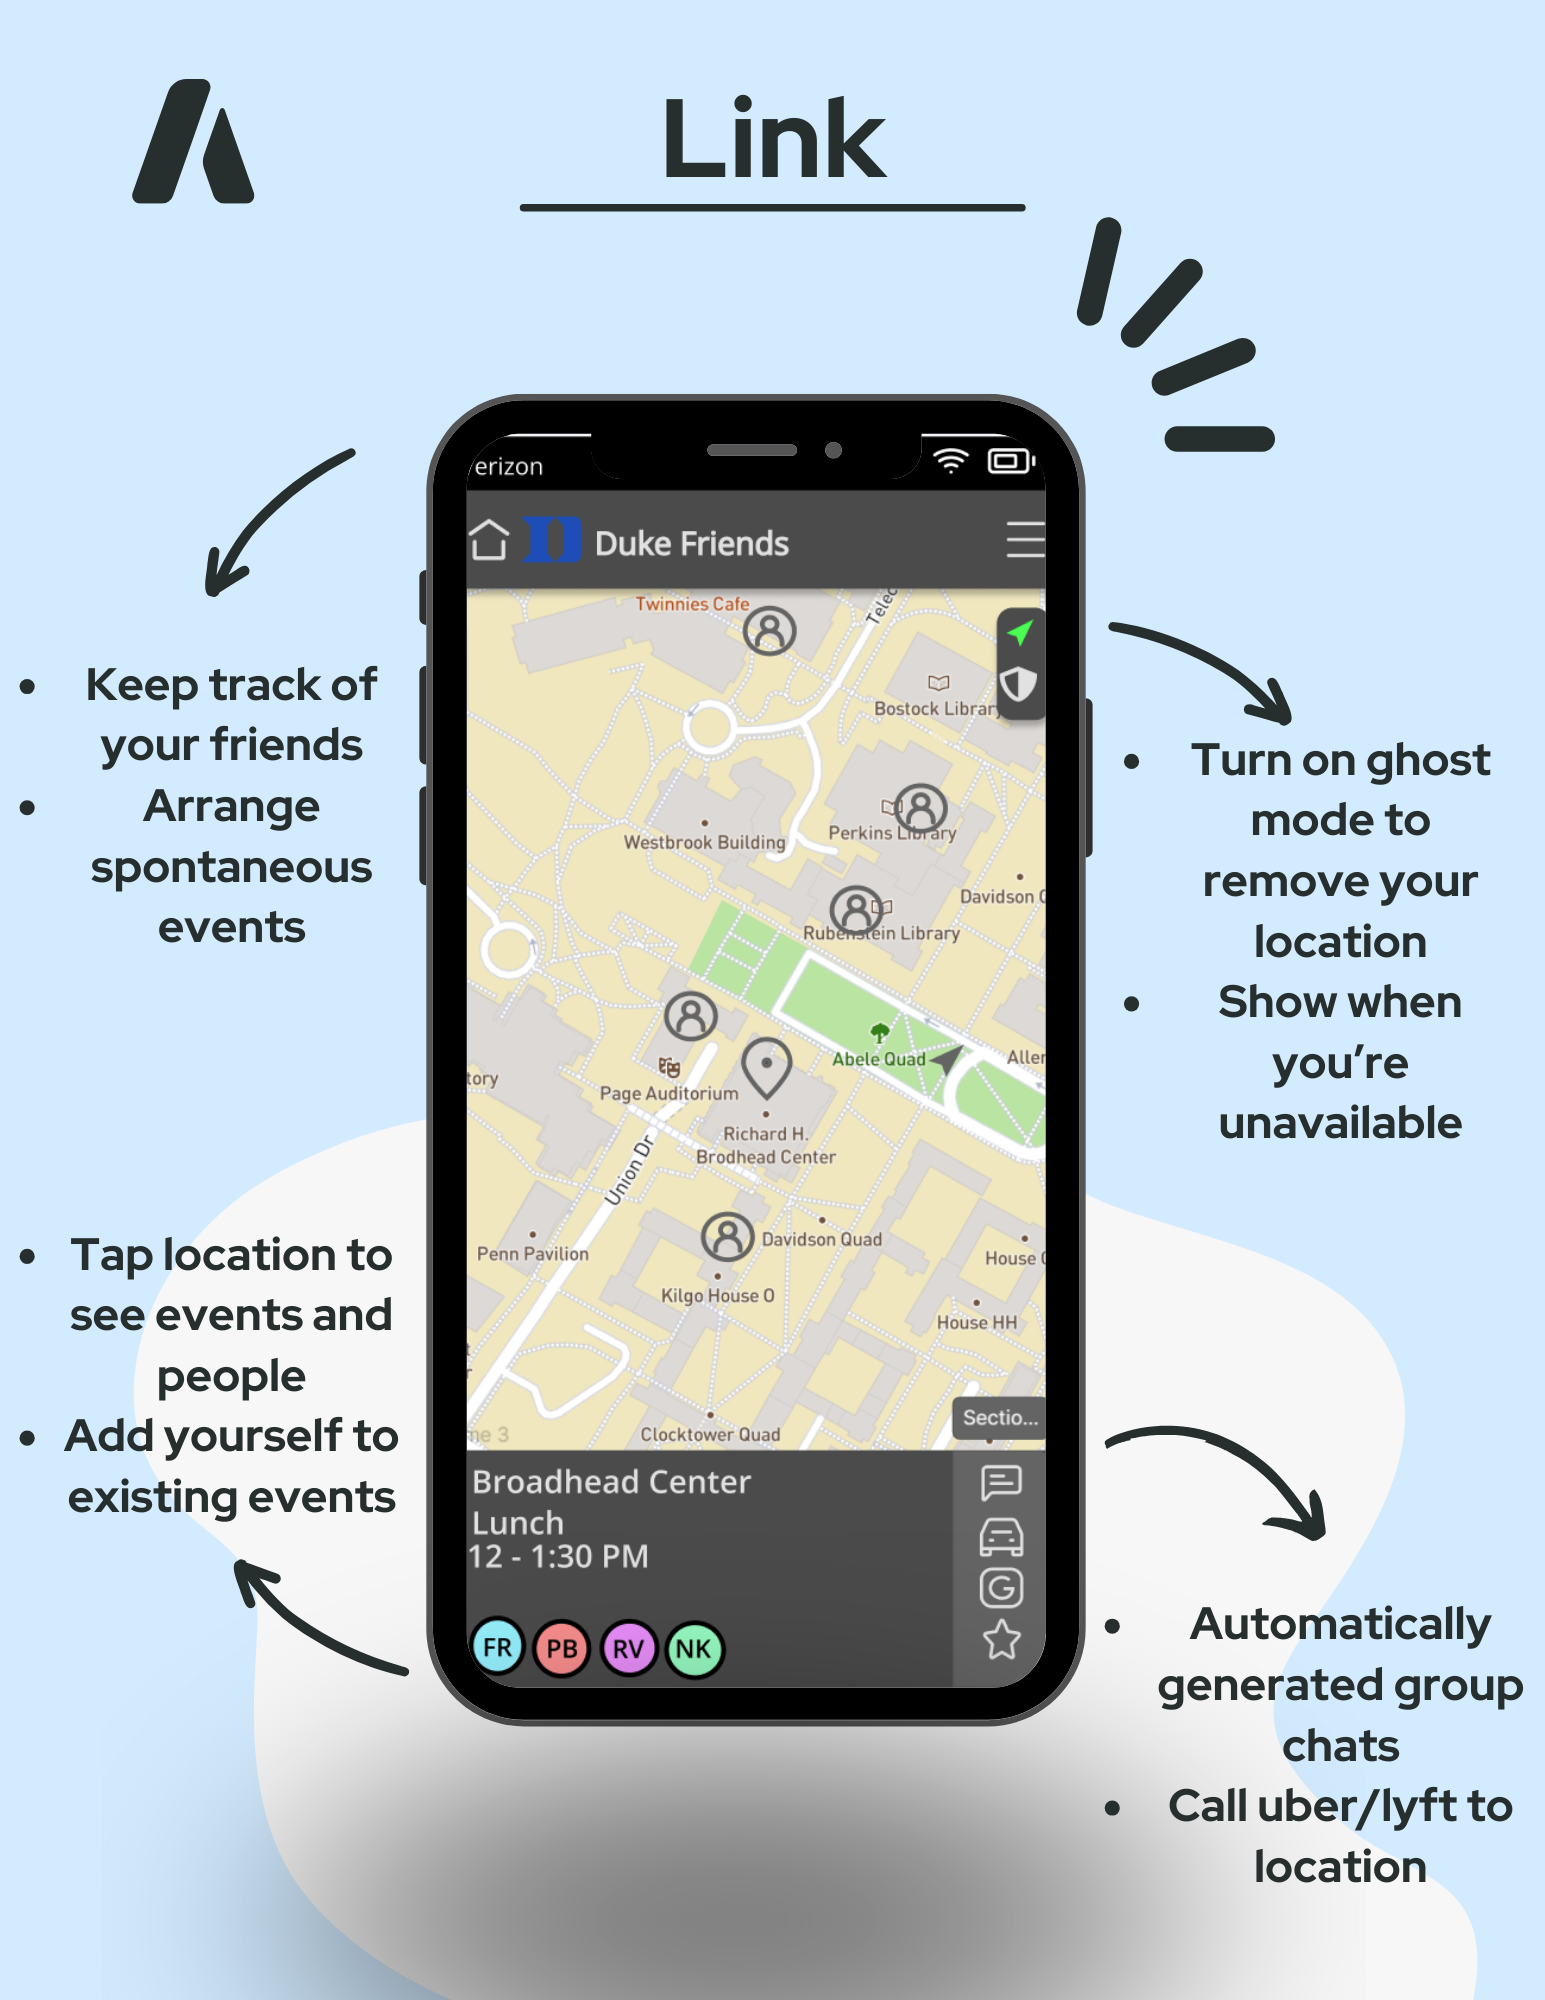 Link
erizon
Duke Friends
• Keep track of
your friends
• Arrange
spontaneous
events
• Turn on ghost
mode to
remove your
location
• Show when
you’re
unavailable
• Tap location to
see events and
people
• Add yourself to
existing events
• Automatically
generated group
chats
• Call uber/lyft to
location
Twinnies Cafe
Telec
Bostock Library
Westbrook Building
Perkins Library
Davidson Q
Rubenstein Library
Abele Quad
Allen
tory
Page Auditorium
Richard H.
Brodhead Center
Union Dr
Penn Pavilion
Davidson Quad
House
Kilgo House O
House HH
Sectio...
Clocktower Quad
me 3
Broadhead Center
Lunch
12 - 1:30 PM
G
FR PB RV NK